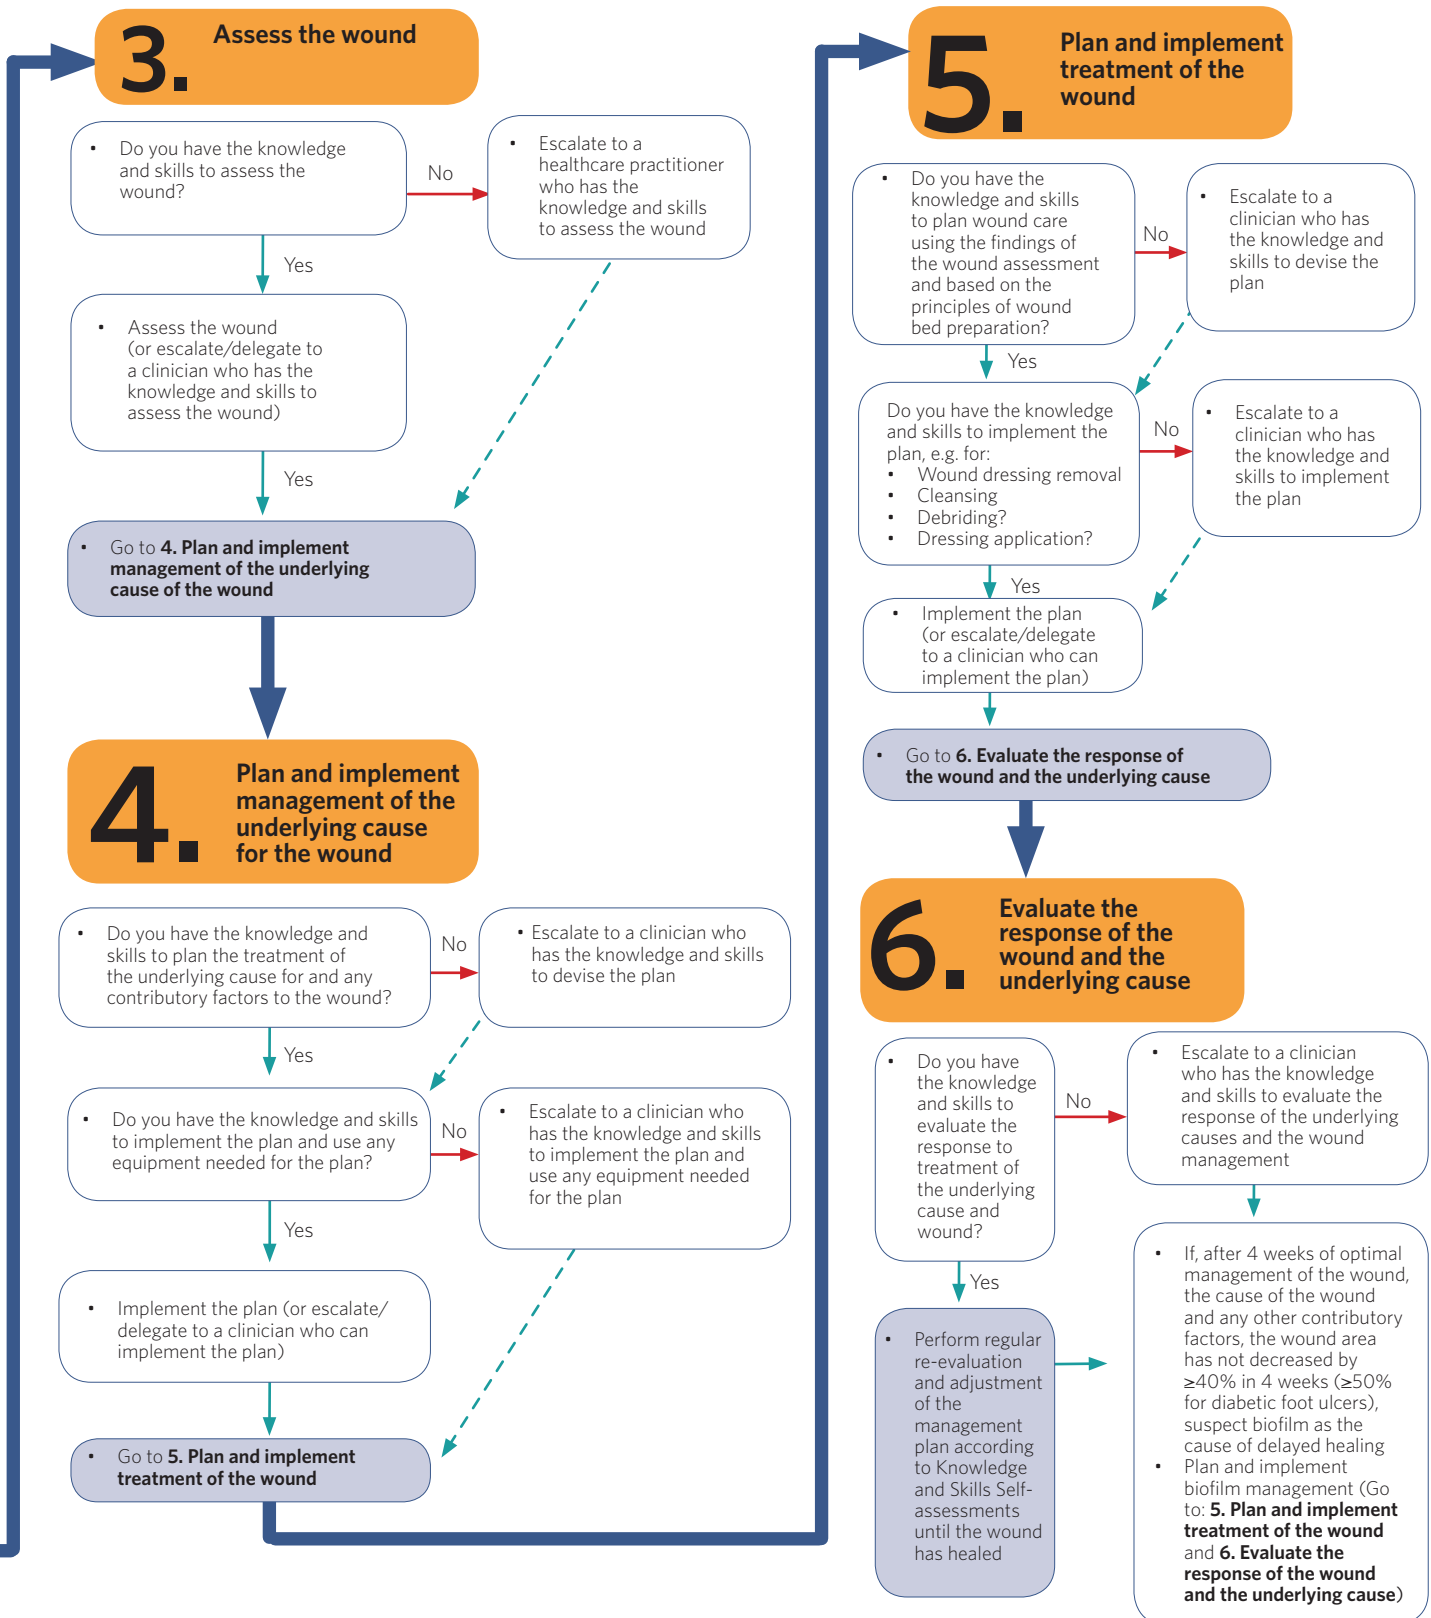 3.
Assess the wound
• Do you have the knowledge
and skills to assess the
wound?
No
• Escalate to a
healthcare practitioner
who has the
knowledge and skills
to assess the wound
Yes
• Assess the wound
(or escalate/delegate to
a clinician who has the
knowledge and skills to
assess the wound)
Yes
• Go to 4. Plan and implement
management of the underlying
cause of the wound
4.
Plan and implement
management of the
underlying cause
for the wound
• Do you have the knowledge and
skills to plan the treatment of
the underlying cause for and any
contributory factors to the wound?
No
• Escalate to a clinician who
has the knowledge and skills
to devise the plan
Yes
• Do you have the knowledge and skills
to implement the plan and use any
equipment needed for the plan?
No
• Escalate to a clinician who
has the knowledge and skills
to implement the plan and
use any equipment needed
for the plan
Yes
• Implement the plan (or escalate/
delegate to a clinician who can
implement the plan)
• Go to 5. Plan and implement
treatment of the wound
5.
Plan and implement
treatment of the
wound
• Do you have the
knowledge and skills
to plan wound care
using the findings of
the wound assessment
and based on the
principles of wound
bed preparation?
No
• Escalate to a
clinician who has
the knowledge and
skills to devise the
plan
Yes
Do you have the knowledge
and skills to implement the
plan, e.g. for:
• Wound dressing removal
• Cleansing
• Debriding?
• Dressing application?
No
• Escalate to a
clinician who has
the knowledge and
skills to implement
the plan
Yes
• Implement the plan
(or escalate/delegate
to a clinician who can
implement the plan)
• Go to 6. Evaluate the response of
the wound and the underlying cause
6.
Evaluate the
response of the
wound and the
underlying cause
• Do you have
the knowledge
and skills to
evaluate the
response to
treatment of
the underlying
cause and
wound?
No
• Escalate to a clinician
who has the knowledge
and skills to evaluate the
response of the underlying
causes and the wound
management
Yes
• Perform regular
re-evaluation
and adjustment
of the
management
plan according
to Knowledge
and Skills Self-
assessments
until the wound
has healed
• If, after 4 weeks of optimal
management of the wound,
the cause of the wound
and any other contributory
factors, the wound area
has not decreased by
≥40% in 4 weeks (≥50%
for diabetic foot ulcers),
suspect biofilm as the
cause of delayed healing
• Plan and implement
biofilm management (Go
to: 5. Plan and implement
treatment of the wound
and 6. Evaluate the
response of the wound
and the underlying cause)